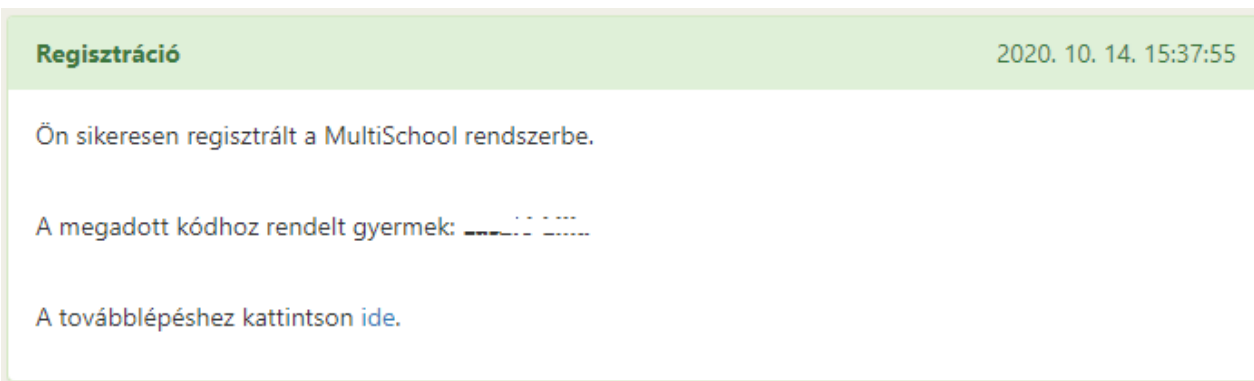 Regisztráció 2020. 10. 14. 15:37:55
Ön sikeresen regisztrált a MultiSchool rendszerbe.
A megadott kódhoz rendelt gyermek:
A továbblépéshez kattintson ide.